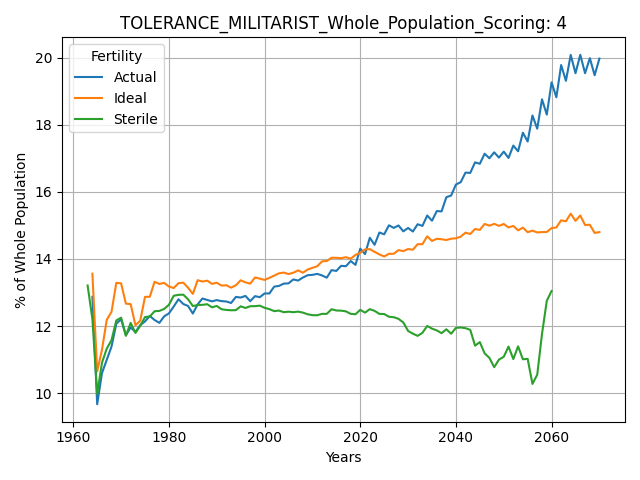 TOLERANCE_MILITARIST_Whole_Population_Scoring: 4
Fertility
Actual
Ideal
Sterile
% of Whole Population
20
18
16
14
12
10
1960
1980
2000
2020
2040
2060
Years